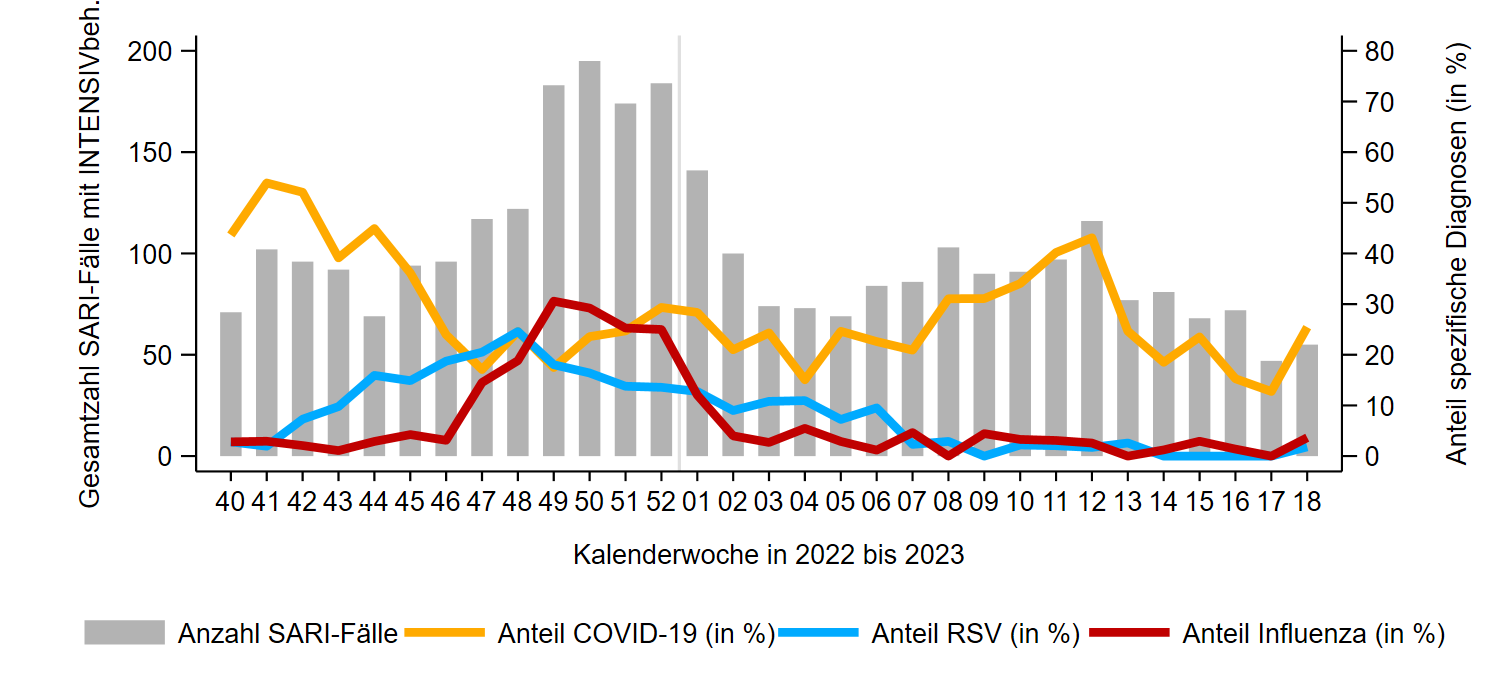 Gesamtzahl SARI-Fälle mit INTENSIVbeh.
200
150
100
50
0
80
70
60
50
40
30
20
10
0
Anteil spezifische Diagnosen (in %)
40 41 42 43 44 45 46 47 48 49 50 51 52 01 02 03 04 05 06 07 08 09 10 11 12 13 14 15 16 17 18
Kalenderwoche in 2022 bis 2023
Anzahl SARI-Fälle Anteil COVID-19 (in %) Anteil RSV (in %) Anteil Influenza (in %)